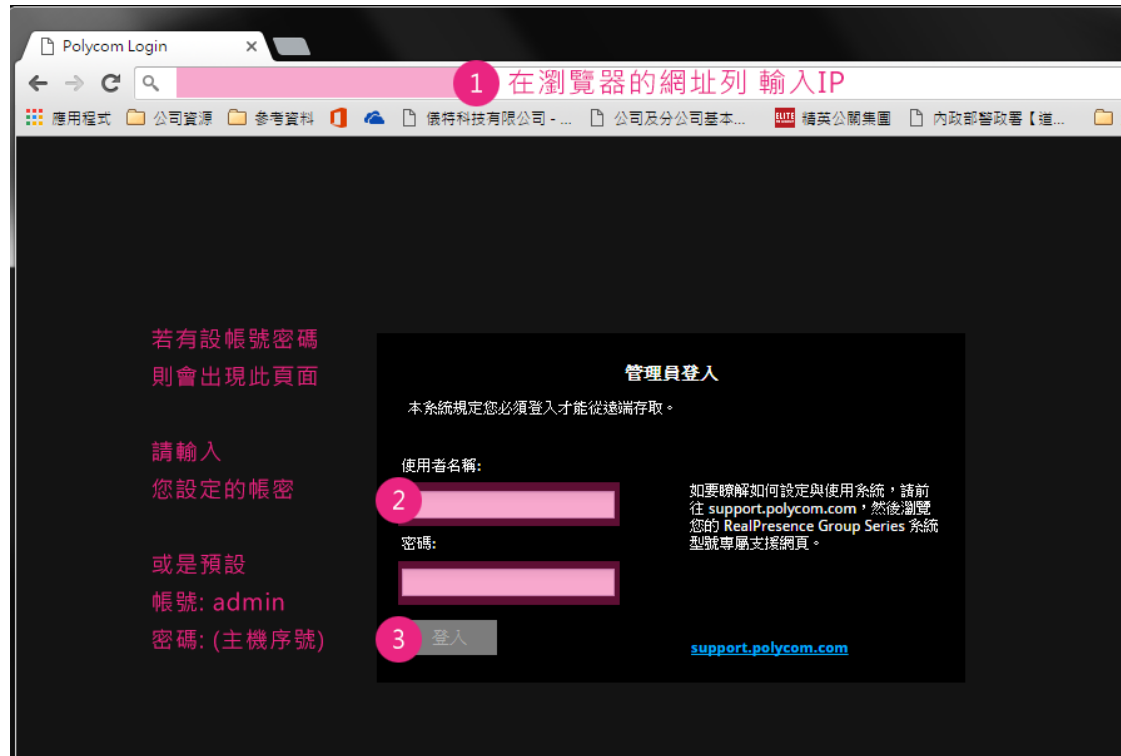 Polycom Login
1 在瀏覽器的網址列 輸入IP
應用程式 公司資源 參考資料 儀特科技有限公司 - ... 公司及分公司基本... ELITE 精英公關集團 內政部警政署【道...
若有設帳號密碼
則會出現此頁面
請輸入
您設定的帳密
或是預設
帳號: admin
密碼: (主機序號)
管理員登入
本系統規定您必須登入才能從遠端存取。
使用者名稱:
2
密碼:
3 登入
如要瞭解如何設定與使用系統，請前
往 support.polycom.com，然後瀏覽
您的 RealPresence Group Series 系統
型號專屬支援網頁。
support.polycom.com